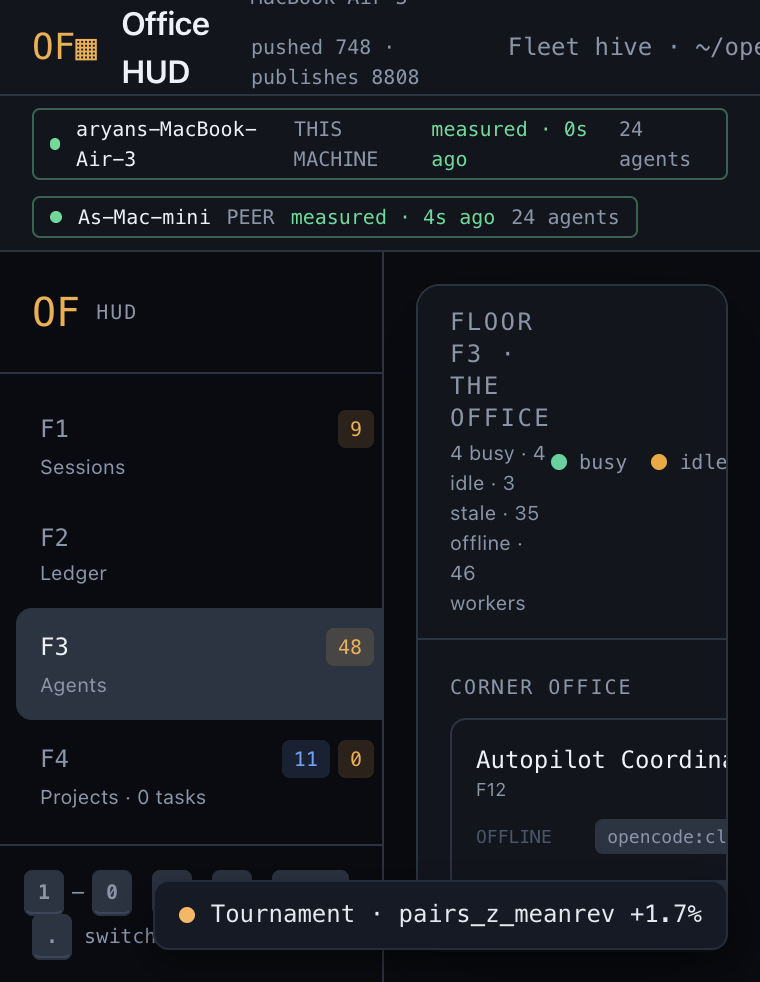 OF▦
Office
HUD
MacBook-Air-3
pushed 748 ·
publishes 8808
Fleet hive · ~/ope
aryans-MacBook-
Air-3
THIS
MACHINE
measured · 0s
ago
24
agents
As-Mac-mini PEER measured · 4s ago 24 agents
OF HUD
F1 9
Sessions
F2
Ledger
F3 48
Agents
F4 11 0
Projects · 0 tasks
1 – 0
. switch
FLOOR
F3 ·
THE
OFFICE
4 busy · 4
idle · 3
stale · 35
offline ·
46
workers
busy idle
CORNER OFFICE
Autopilot Coordina
F12
OFFLINE opencode:cl
Tournament · pairs_z_meanrev +1.7%